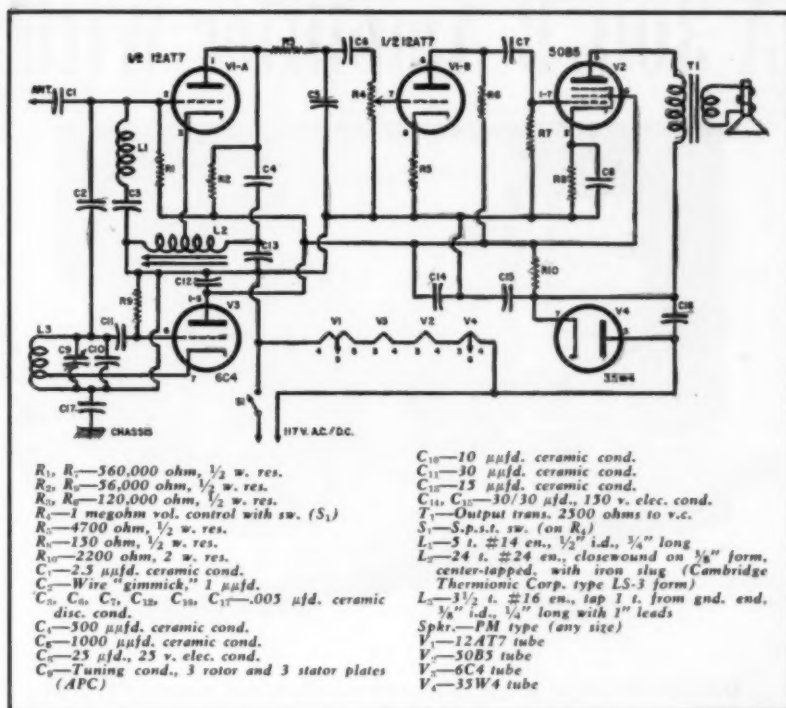 1/2 12AT7
V1-A
R3
C6
1/2 12AT7
V1-B
C7
50B5
V2
T1
ANT.
C1
L1
R1
C2
C3
R2
C4
C5
R4
R5
R6
R7
R8
C8
L2
C13
C12
R9
C11
V3
6C4
L3
C9
C10
C17
CHASSIS
S1
117 V. A.C./D.C.
V1
V3
V2
V4
C14
C15
R10
V4
35W4
C16
R₁, R₇—560,000 ohm, 1/2 w. res.
R₂, R₉—56,000 ohm, 1/2 w. res.
R₃, R₆—120,000 ohm, 1/2 w. res.
R₄—1 megohm vol. control with sw. (S₁)
R₅—4700 ohm, 1/2 w. res.
R₈—150 ohm, 1/2 w. res.
R₁₀—2200 ohm, 2 w. res.
C₁—2.5 μμfd. ceramic cond.
C₂—Wire "gimmick," 1 μμfd.
C₃, C₆, C₇, C₁₂, C₁₆, C₁₇—.005 μfd. ceramic
disc. cond.
C₄—500 μμfd. ceramic cond.
C₅—1000 μμfd. ceramic cond.
C₈—25 μfd., 25 v. elec. cond.
C₉—Tuning cond., 3 rotor and 3 stator plates
(APC)
C₁₀—10 μμfd. ceramic cond.
C₁₁—30 μμfd. ceramic cond.
C₁₃—15 μμfd. ceramic cond.
C₁₄, C₁₅—30/30 μfd., 150 v. elec. cond.
T₁—Output trans. 2500 ohms to v.c.
S₁—S.p.s.t. sw. (on R₄)
L₁—5 t. #14 en., 1/2" i.d., 3/4" long
L₂—24 t. #24 en., closewound on 3/8" form,
center-tapped, with iron slug (Cambridge
Thermionic Corp. type LS-3 form)
L₃—3 1/2 t. #16 en., tap 1 t. from gnd. end,
3/8" i.d., 1/4" long with 1" leads
Spkr.—PM type (any size)
V₁—12AT7 tube
V₂—50B5 tube
V₃—6C4 tube
V₄—35W4 tube